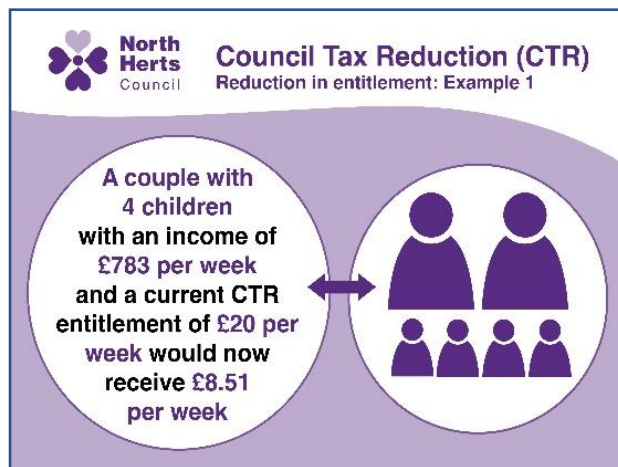 North
Herts
Council
Council Tax Reduction (CTR)
Reduction in entitlement: Example 1
A couple with
4 children
with an income of
£783 per week
and a current CTR
entitlement of £20 per
week would now
receive £8.51
per week